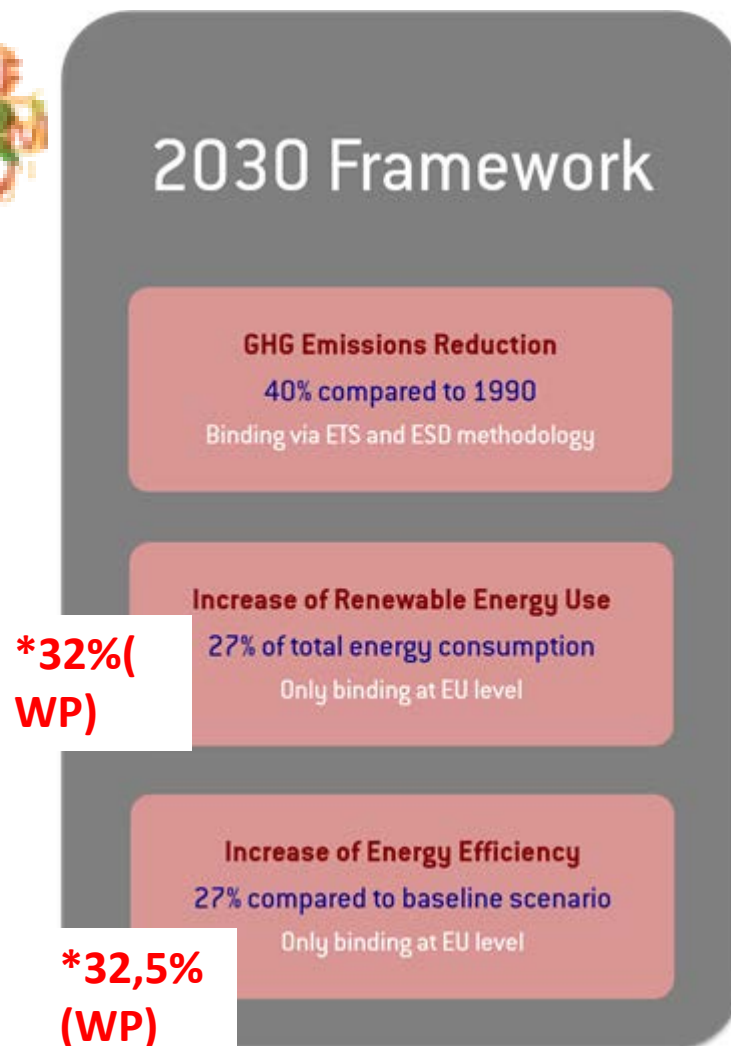 2030 Framework
GHG Emissions Reduction
40% compared to 1990
Binding via ETS and ESD methodology
Increase of Renewable Energy Use
27% of total energy consumption
Only binding at EU level
*32%(
WP)
Increase of Energy Efficiency
27% compared to baseline scenario
Only binding at EU level
*32,5%
(WP)